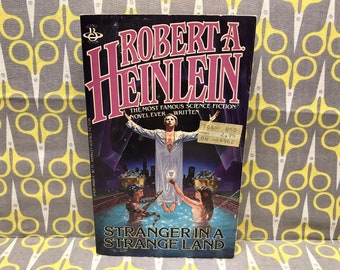 ROBERT A.
HEINLEIN
THE MOST FAMOUS SCIENCE FICTION
NOVEL EVER WRITTEN
STRANGER IN A
STRANGE LAND